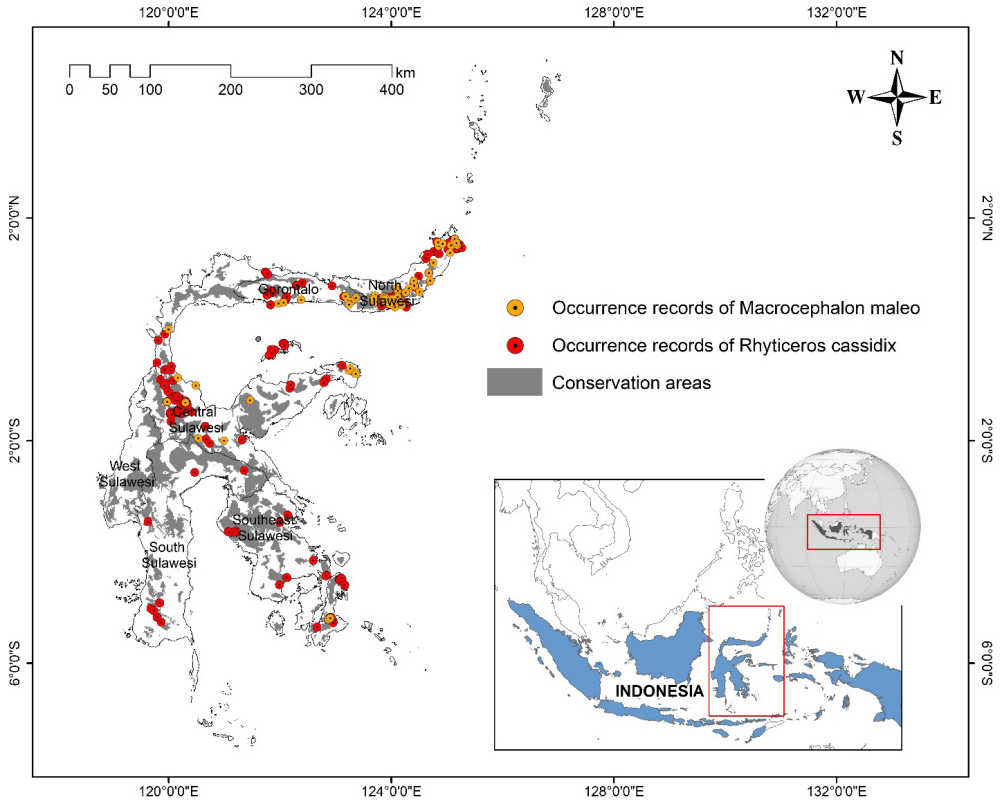 120°0'0"E 124°0'0"E 128°0'0"E 132°0'0"E
km
0 50 100 200 300 400
N
W E
S
2°0'0"N 2°0'0"N
Gorontalo
North
Sulawesi
Occurrence records of Macrocephalon maleo
Occurrence records of Rhyticeros cassidix
Conservation areas
Central
Sulawesi
2°0'0"S 2°0'0"S
West
Sulawesi
Southeast
Sulawesi
South
Sulawesi
6°0'0"S 6°0'0"S
INDONESIA
120°0'0"E 124°0'0"E 128°0'0"E 132°0'0"E